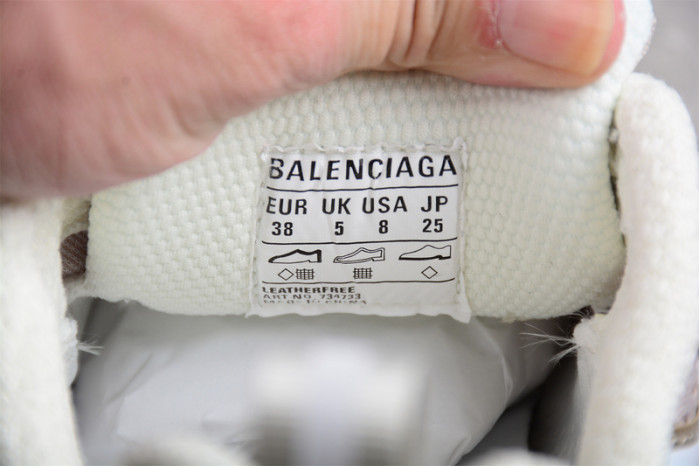 BALENCIAGA
EUR UK USA JP
38 5 8 25
LEATHERFREE
ART NO. 734733